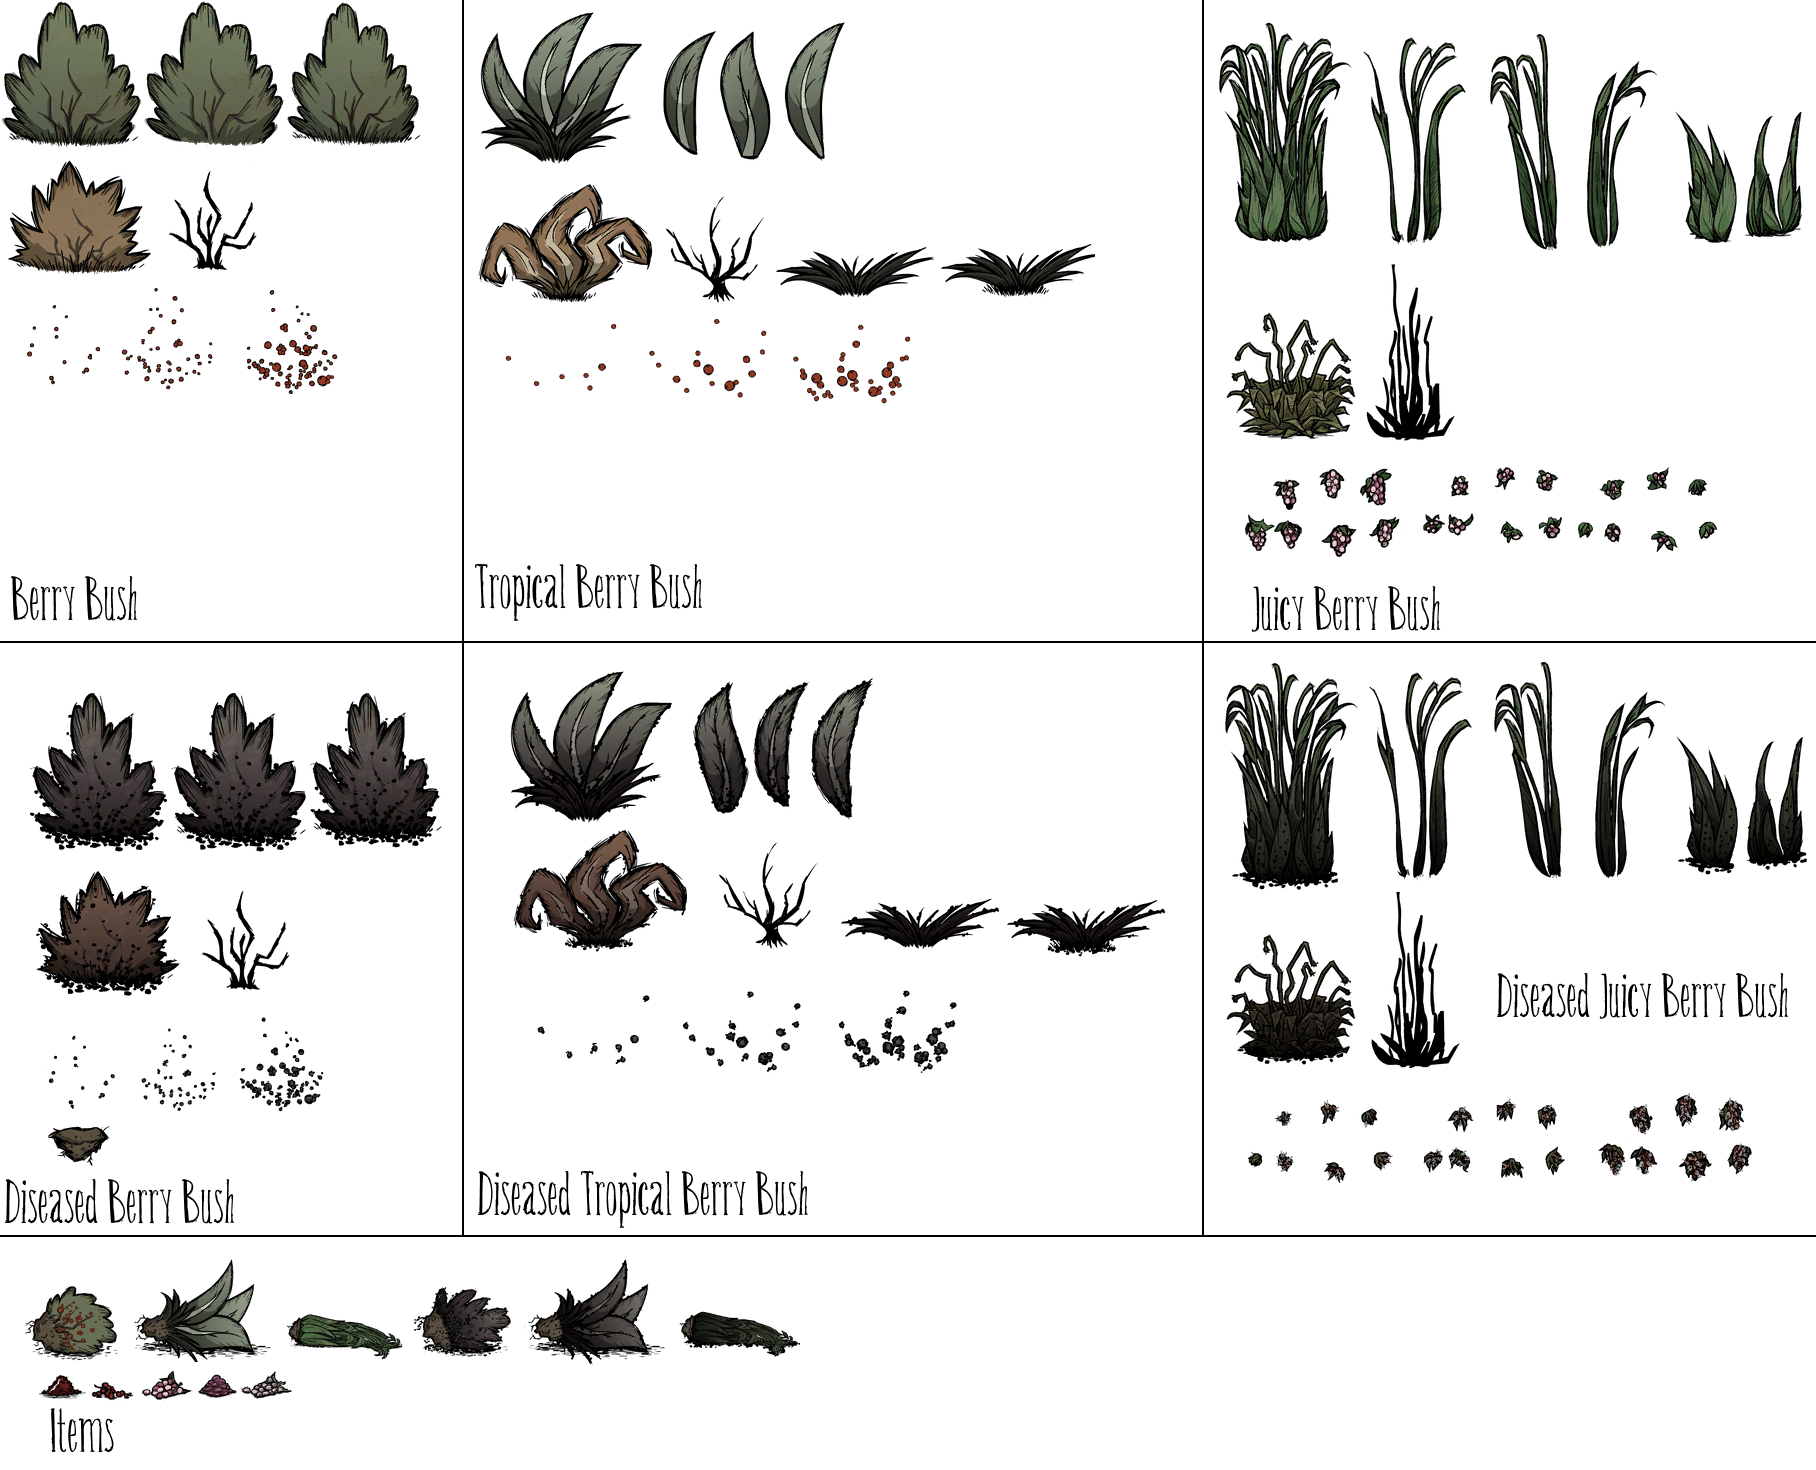 Berry Bush
Tropical Berry Bush
Juicy Berry Bush
Diseased Berry Bush
Diseased Tropical Berry Bush
Diseased Juicy Berry Bush
Items